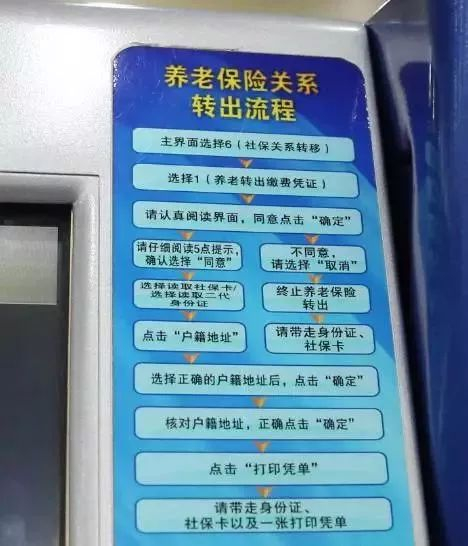 养老保险关系
转出流程
主界面选择6（社保关系转移）
选择1（养老转出缴费凭证）
请认真阅读界面，同意点击“确定”
请仔细阅读5点提示，
确认选择“同意”
不同意，
请选择“取消”
选择读取社保卡/
选择读取二代
身份证
终止养老保险
转出
点击“户籍地址”
请带走身份证、
社保卡
选择正确的户籍地址后，点击“确定”
核对户籍地址，正确点击“确定”
点击“打印凭单”
请带走身份证、
社保卡以及一张打印凭单